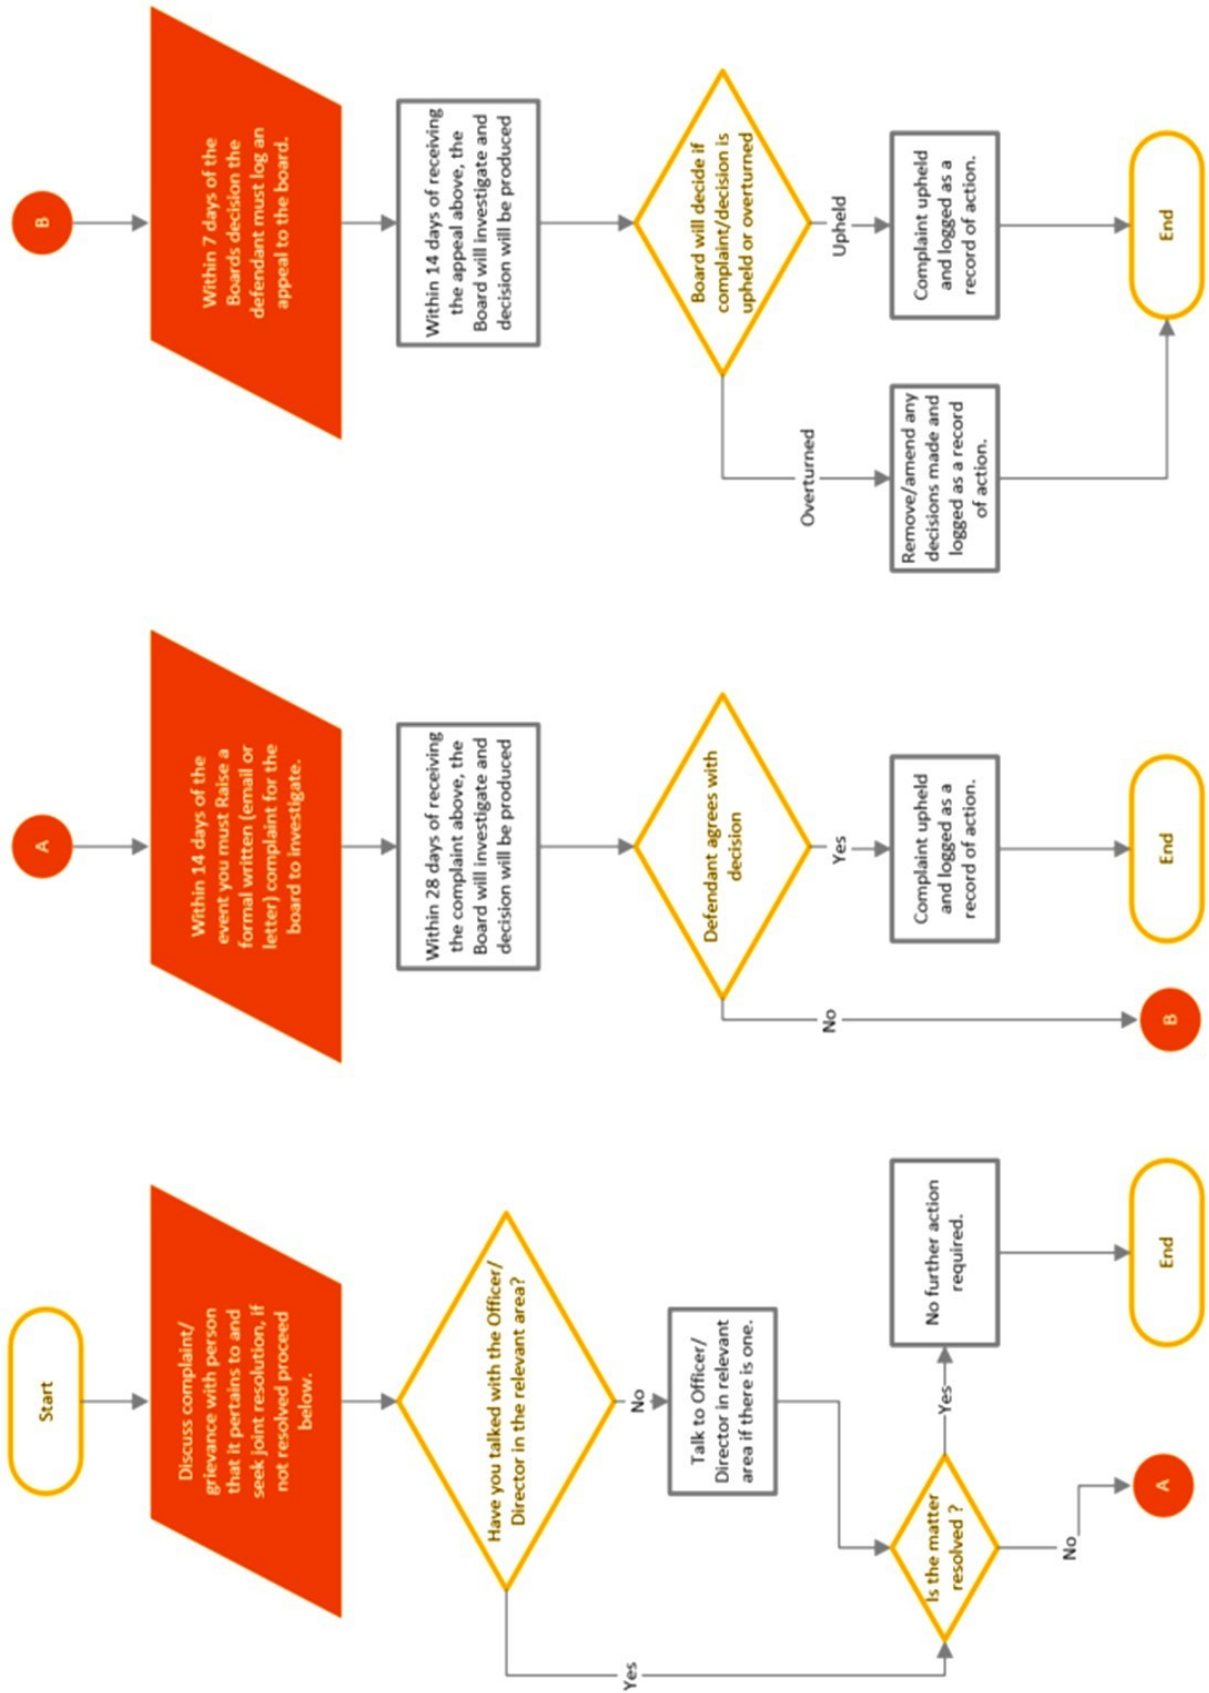 Start
Discuss complaint/
grievance with person
that it pertains to and
seek joint resolution, if
not resolved proceed
below.
Have you talked with the Officer/
Director in the relevant area?
Yes
No
Talk to Officer/
Director in relevant
area if there is one.
Is the matter
resolved ?
Yes
No further action
required.
No
A
End
A
Within 14 days of the
event you must Raise a
formal written (email or
letter) complaint for the
board to investigate.
Within 28 days of receiving
the complaint above, the
Board will investigate and
decision will be produced
Defendant agrees with
decision
No
Yes
Complaint upheld
and logged as a
record of action.
B
End
B
Within 7 days of the
Boards decision the
defendant must log an
appeal to the board.
Within 14 days of receiving
the appeal above, the
Board will investigate and
decision will be produced
Board will decide if
complaint/decision is
upheld or overturned
Overturned
Upheld
Remove/amend any
decisions made and
logged as a record
of action.
Complaint upheld
and logged as a
record of action.
End